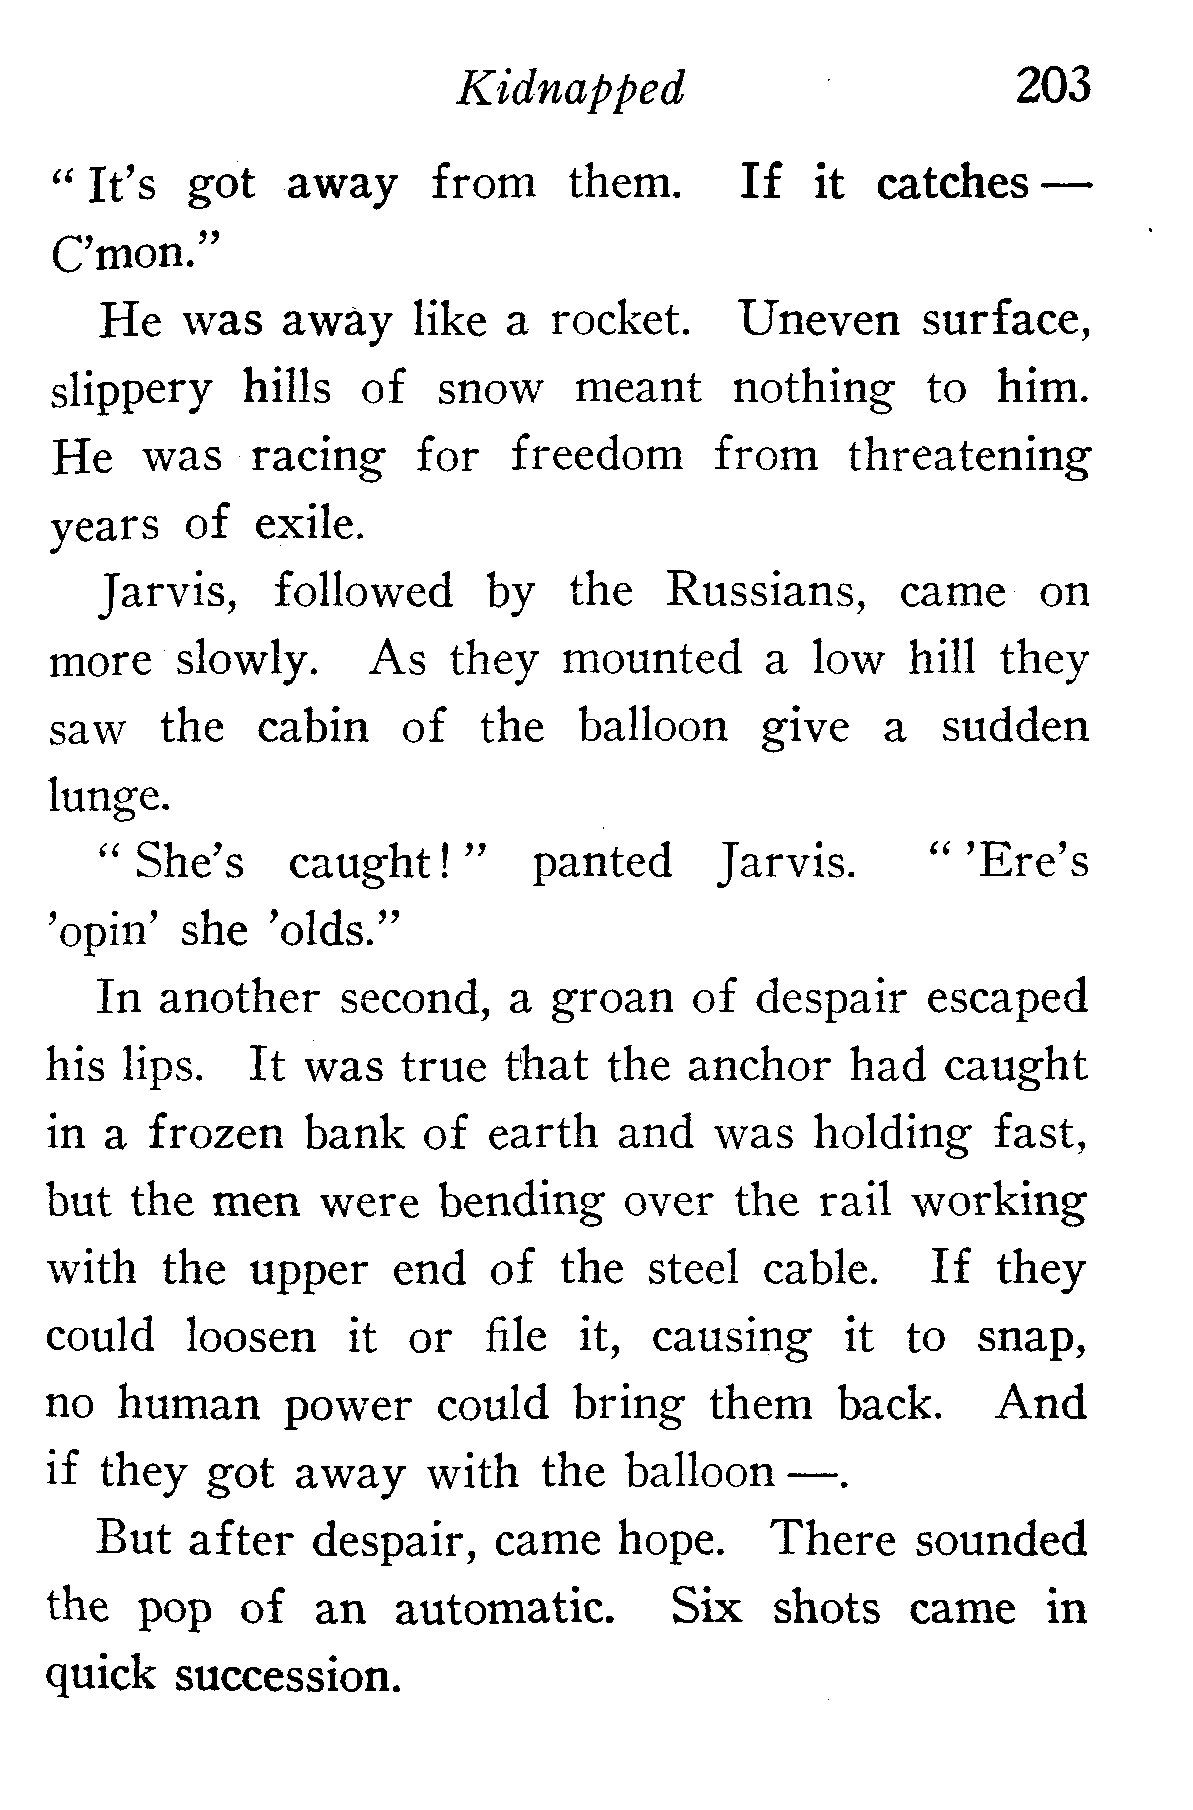 Kidnapped 203
“ It’s got away from them. If it catches —
C’mon.”
He was away like a rocket. Uneven surface,
slippery hills of snow meant nothing to him.
He was racing for freedom from threatening
years of exile.
Jarvis, followed by the Russians, came on
more slowly. As they mounted a low hill they
saw the cabin of the balloon give a sudden
lunge.
“ She’s caught! ” panted Jarvis. “ ’Ere’s
’opin’ she ’olds.”
In another second, a groan of despair escaped
his lips. It was true that the anchor had caught
in a frozen bank of earth and was holding fast,
but the men were bending over the rail working
with the upper end of the steel cable. If they
could loosen it or file it, causing it to snap,
no human power could bring them back. And
if they got away with the balloon —.
But after despair, came hope. There sounded
the pop of an automatic. Six shots came in
quick succession.